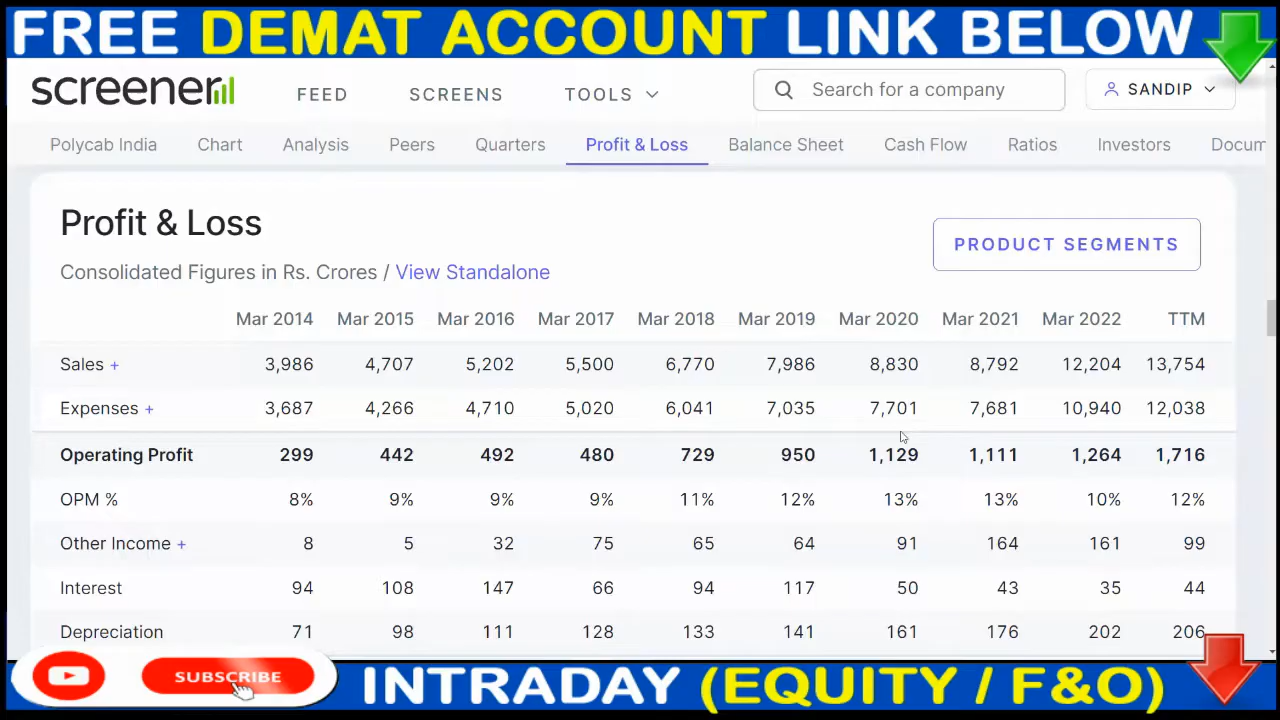 FREE DEMAT ACCOUNT LINK BELOW
screener
FEED SCREENS TOOLS Search for a company SANDIP
Polycab India Chart Analysis Peers Quarters Profit & Loss Balance Sheet Cash Flow Ratios Investors Docum
Profit & Loss
PRODUCT SEGMENTS
Consolidated Figures in Rs. Crores / View Standalone
Mar 2014 Mar 2015 Mar 2016 Mar 2017 Mar 2018 Mar 2019 Mar 2020 Mar 2021 Mar 2022 TTM
Sales + 3,986 4,707 5,202 5,500 6,770 7,986 8,830 8,792 12,204 13,754
Expenses + 3,687 4,266 4,710 5,020 6,041 7,035 7,701 7,681 10,940 12,038
Operating Profit 299 442 492 480 729 950 1,129 1,111 1,264 1,716
OPM % 8% 9% 9% 9% 11% 12% 13% 13% 10% 12%
Other Income + 8 5 32 75 65 64 91 164 161 99
Interest 94 108 147 66 94 117 50 43 35 44
Depreciation 71 98 111 128 133 141 161 176 202 206
SUBSCRIBE
INTRADAY (EQUITY / F&O)